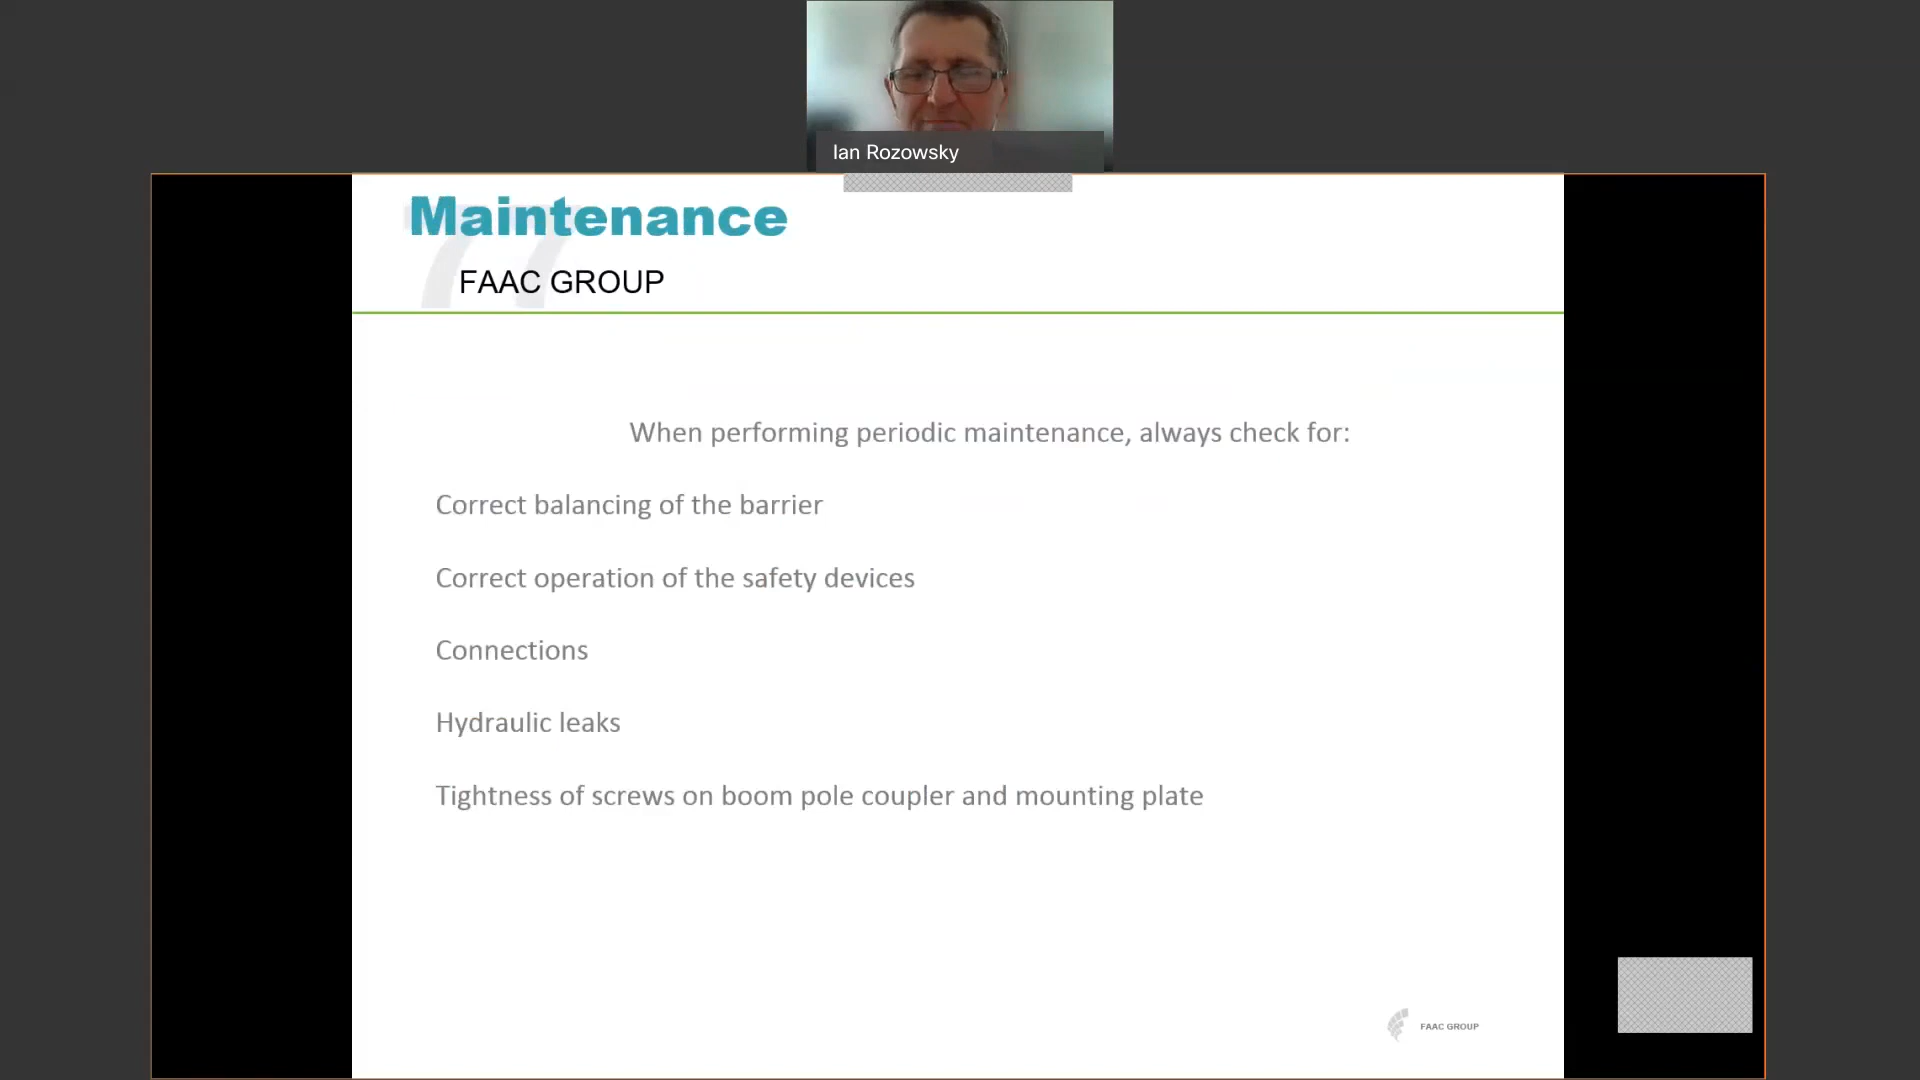 Ian Rozowsky
77
Maintenance
FAAC GROUP
When performing periodic maintenance, always check for:
Correct balancing of the barrier
Correct operation of the safety devices
Connections
Hydraulic leaks
Tightness of screws on boom pole coupler and mounting plate
FAAC GROUP